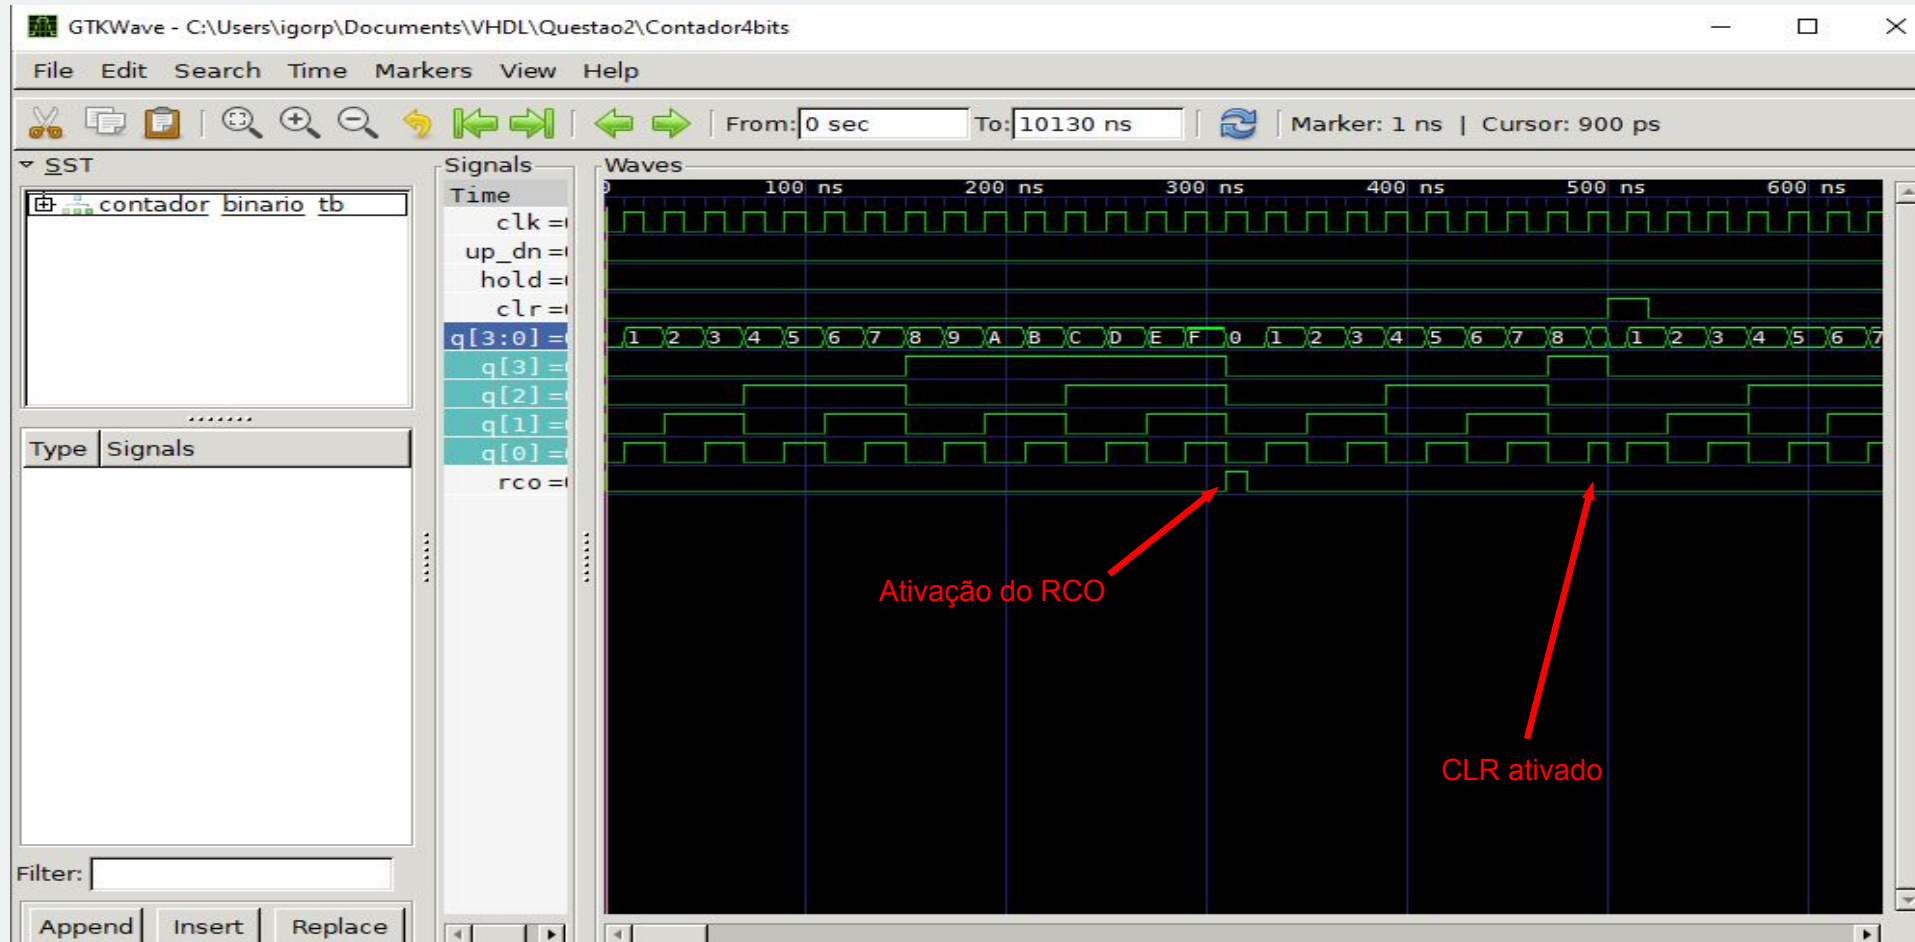 GTKWave - C:\Users\igorp\Documents\VHDL\Questao2\Contador4bits
File Edit Search Time Markers View Help
From: 0 sec To: 10130 ns Marker: 1 ns | Cursor: 900 ps
SST
contador_binario_tb
Type Signals
Filter:
Append Insert Replace
Signals
Time
clk =
up_dn =
hold =
clr =
q[3:0] =
q[3] =
q[2] =
q[1] =
q[0] =
rco =
Waves
100 ns 200 ns 300 ns 400 ns 500 ns 600 ns
1 2 3 4 5 6 7 8 9 A B C D E F 0 1 2 3 4 5 6 7 8 1 2 3 4 5 6 7
Ativação do RCO
CLR ativado